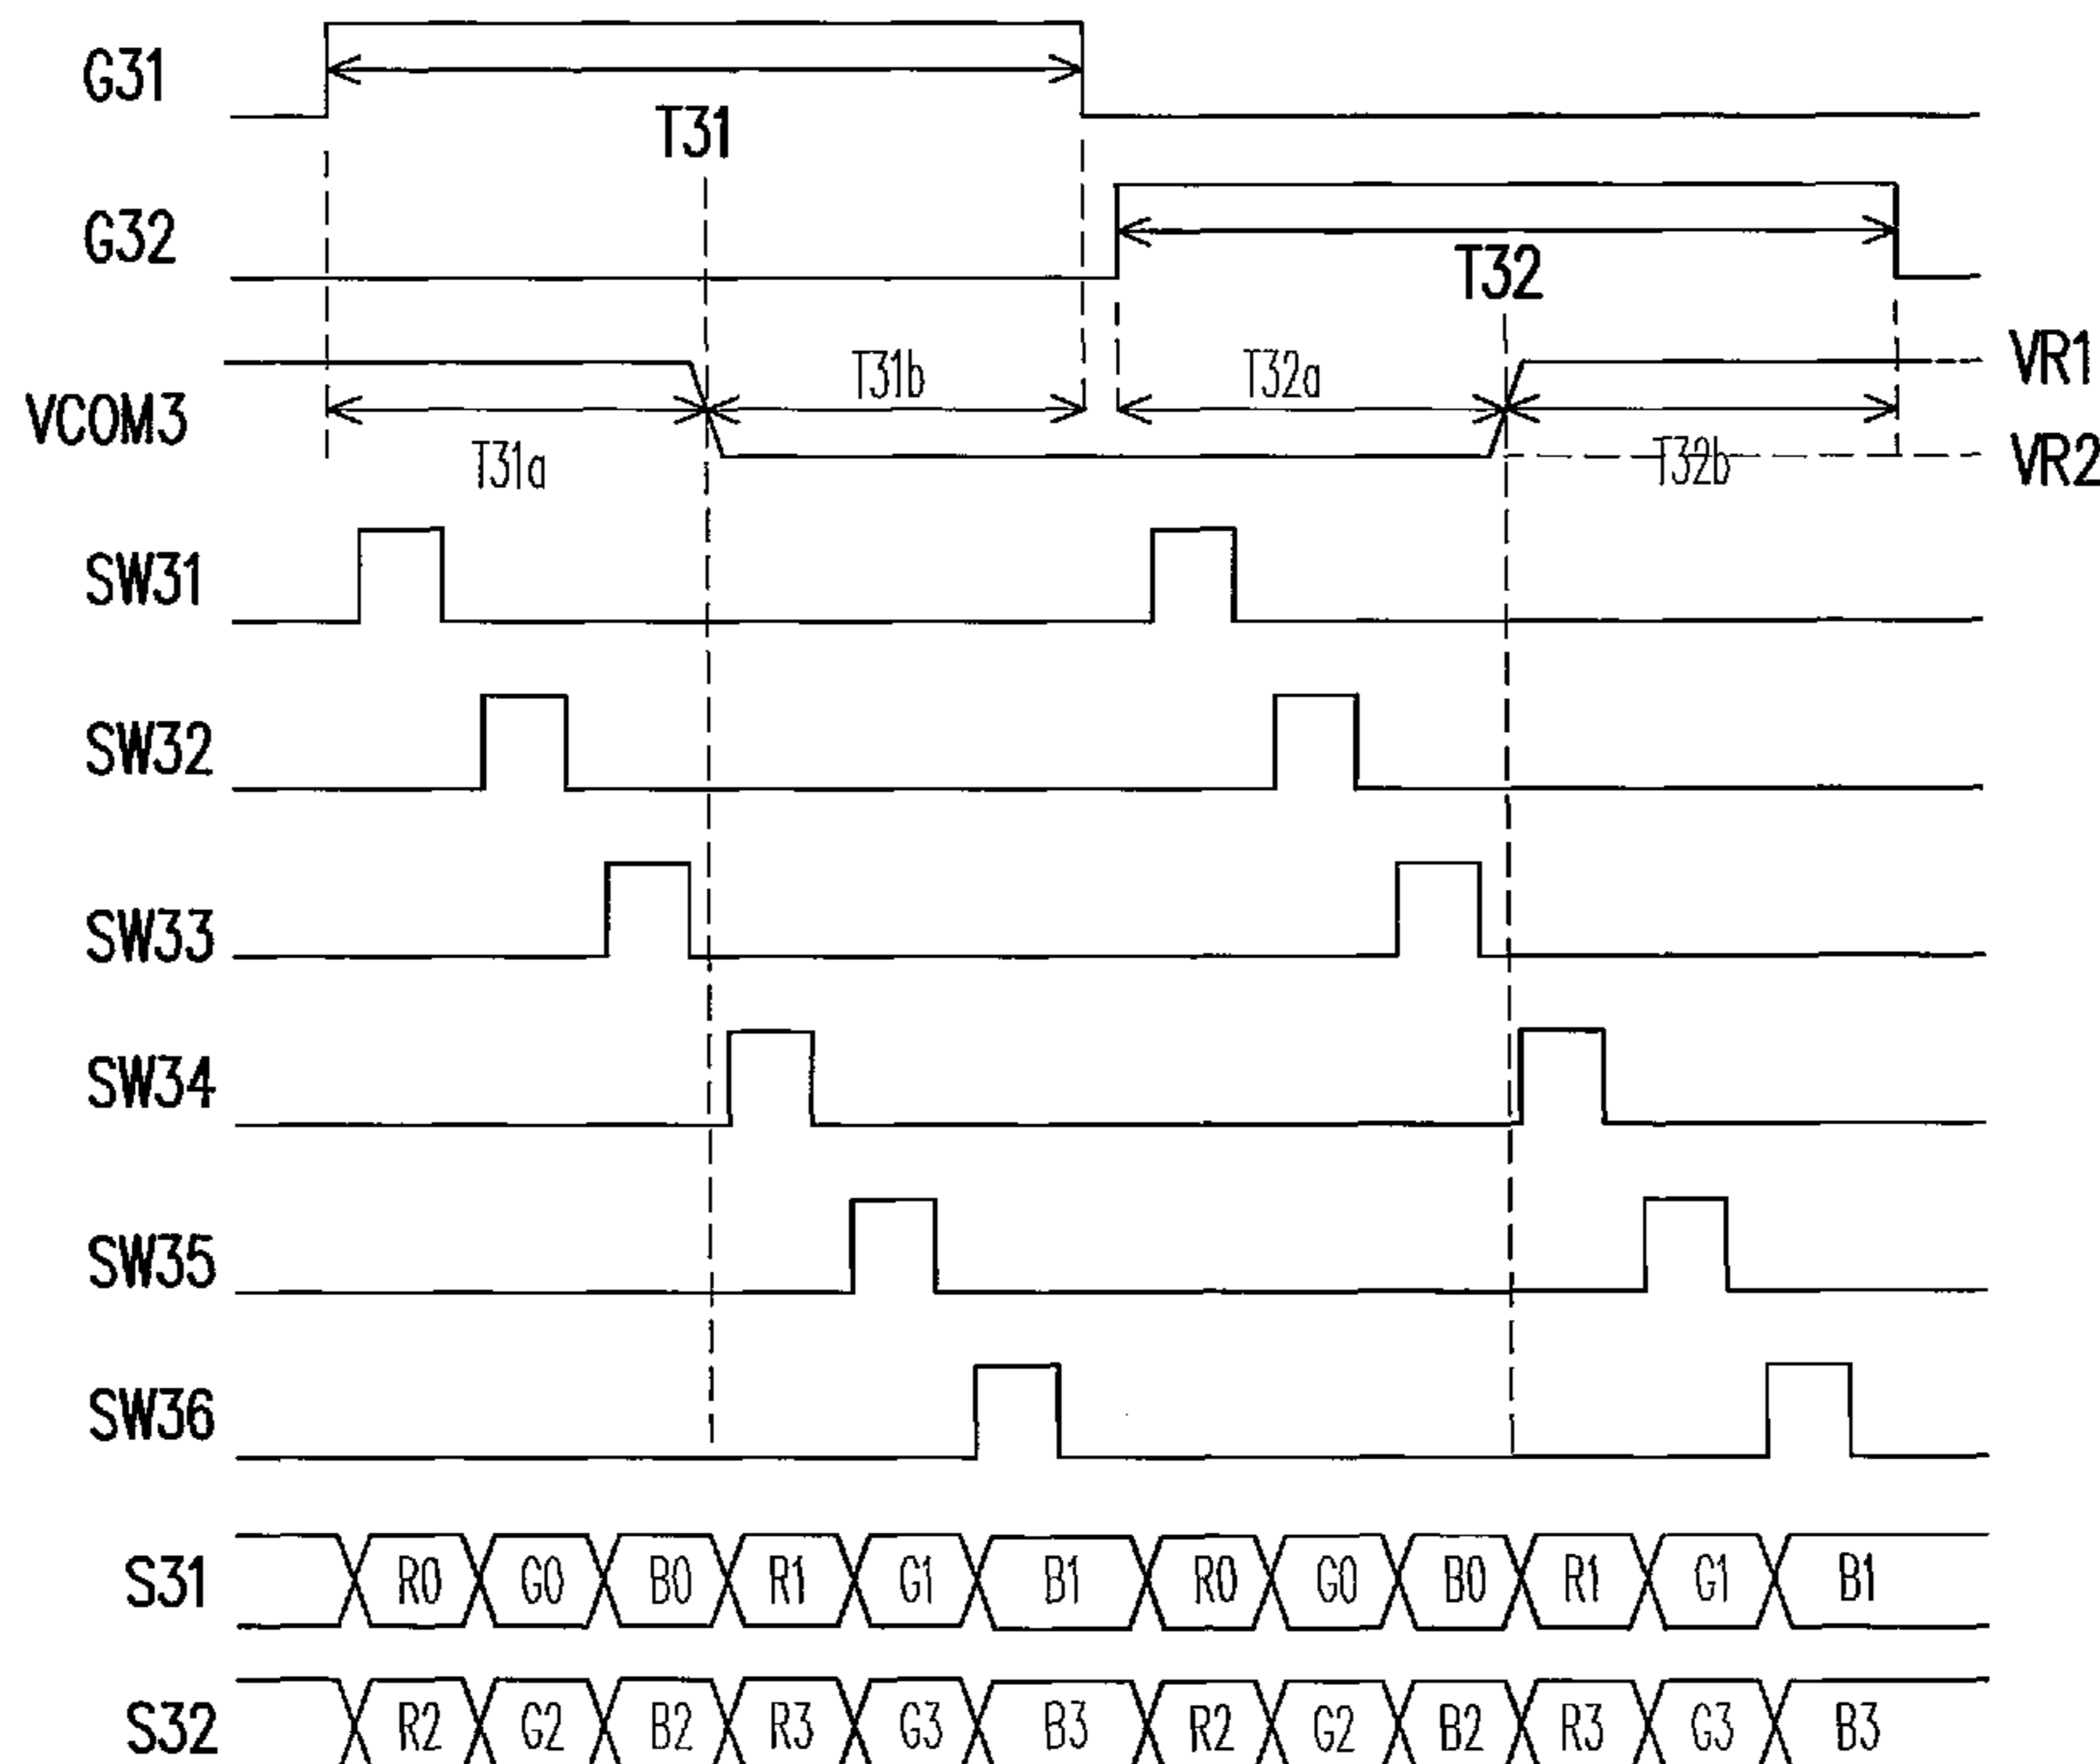 G31
T31
G32
T32
VCOM3
T31a
T31b
T32a
T32b
VR1
VR2
SW31
SW32
SW33
SW34
SW35
SW36
S31 R0 G0 B0 R1 G1 B1 R0 G0 B0 R1 G1 B1
S32 R2 G2 B2 R3 G3 B3 R2 G2 B2 R3 G3 B3